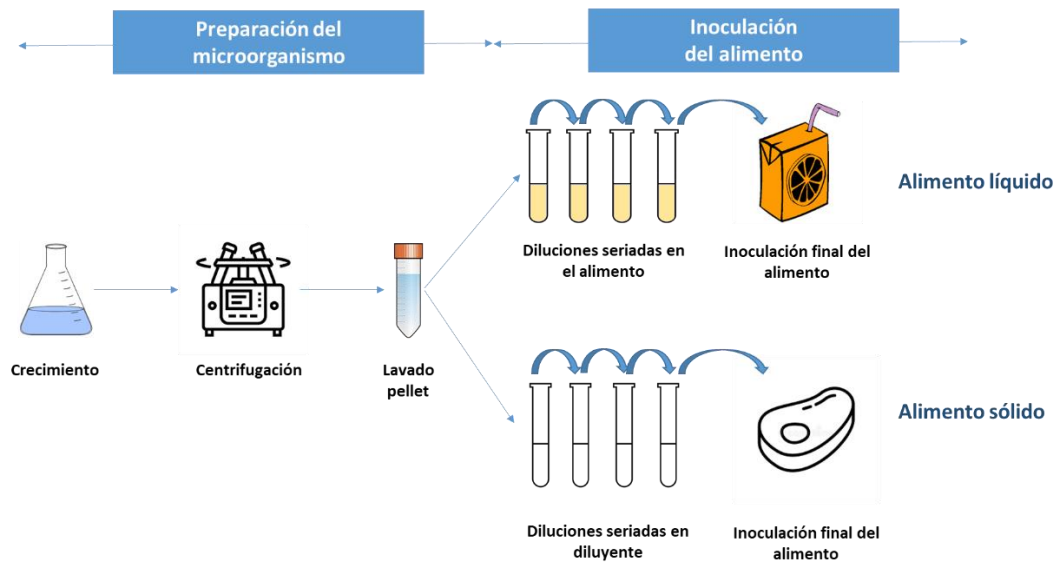 Preparación del
microorganismo
Inoculación
del alimento
Alimento líquido
Diluciones seriadas en
el alimento
Inoculación final del
alimento
Crecimiento
Centrifugación
Lavado
pellet
Alimento sólido
Diluciones seriadas en
diluyente
Inoculación final del
alimento